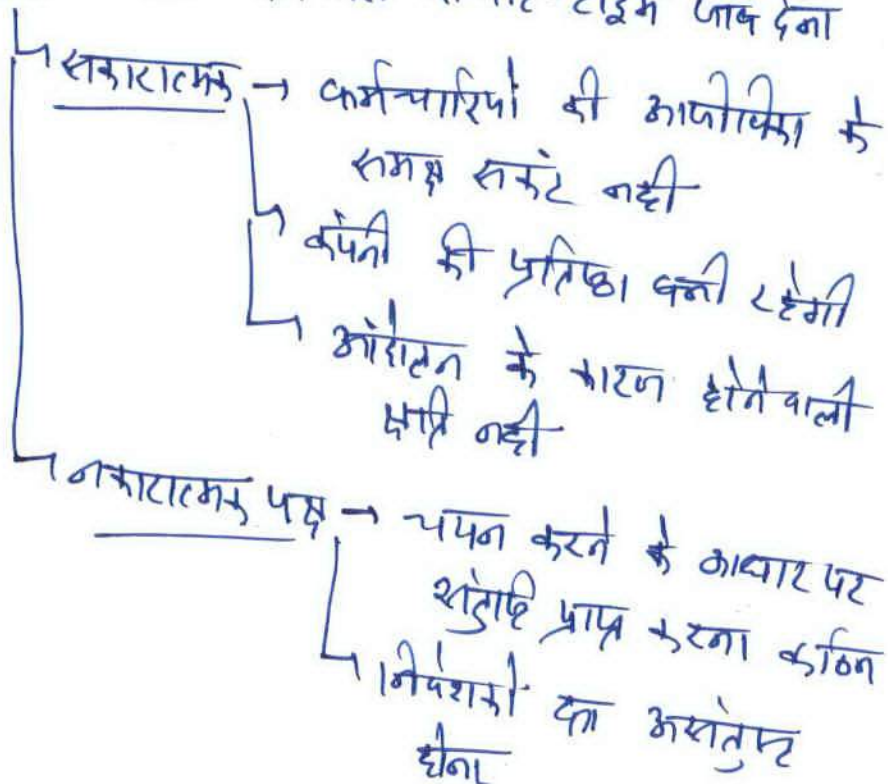 टाइम जाब देना
सकारात्मक → कर्मचारियों की आजीविका के
समक्ष सकंट नही
कंपनी की प्रतिष्ठा बनी रहेगी
आंदोलन के कारण होने वाली
क्षति नही
नकारात्मक पक्ष → चयन करने के आधार पर
संतुष्टि प्राप्त करना कठिन
निवेशको का असंतुष्ट
होना